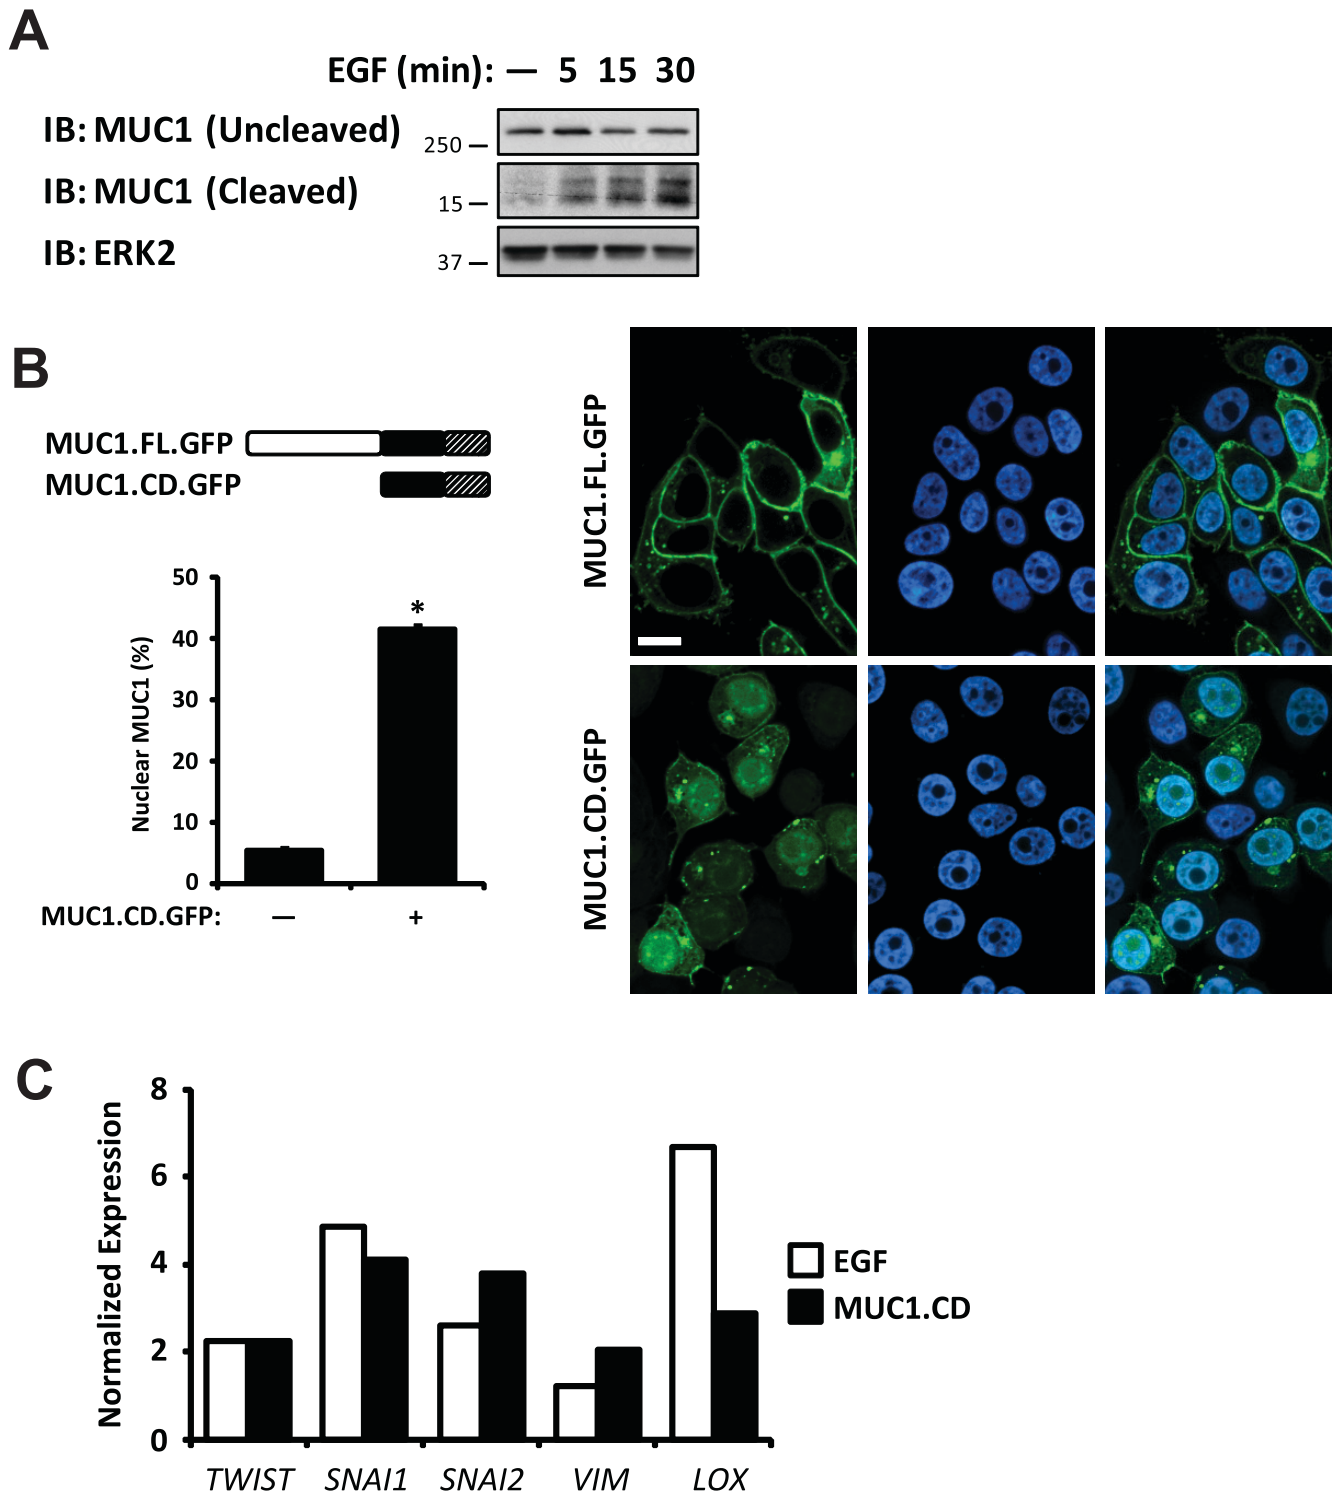 A
EGF (min): — 5 15 30
IB: MUC1 (Uncleaved)
250
IB: MUC1 (Cleaved)
15
IB: ERK2
37
B
MUC1.FL.GFP
MUC1.CD.GFP
Nuclear MUC1 (%)
50
40
30
20
10
0
*
MUC1.CD.GFP: — +
MUC1.FL.GFP
MUC1.CD.GFP
C
Normalized Expression
8
6
4
2
0
TWIST SNAI1 SNAI2 VIM LOX
EGF
MUC1.CD